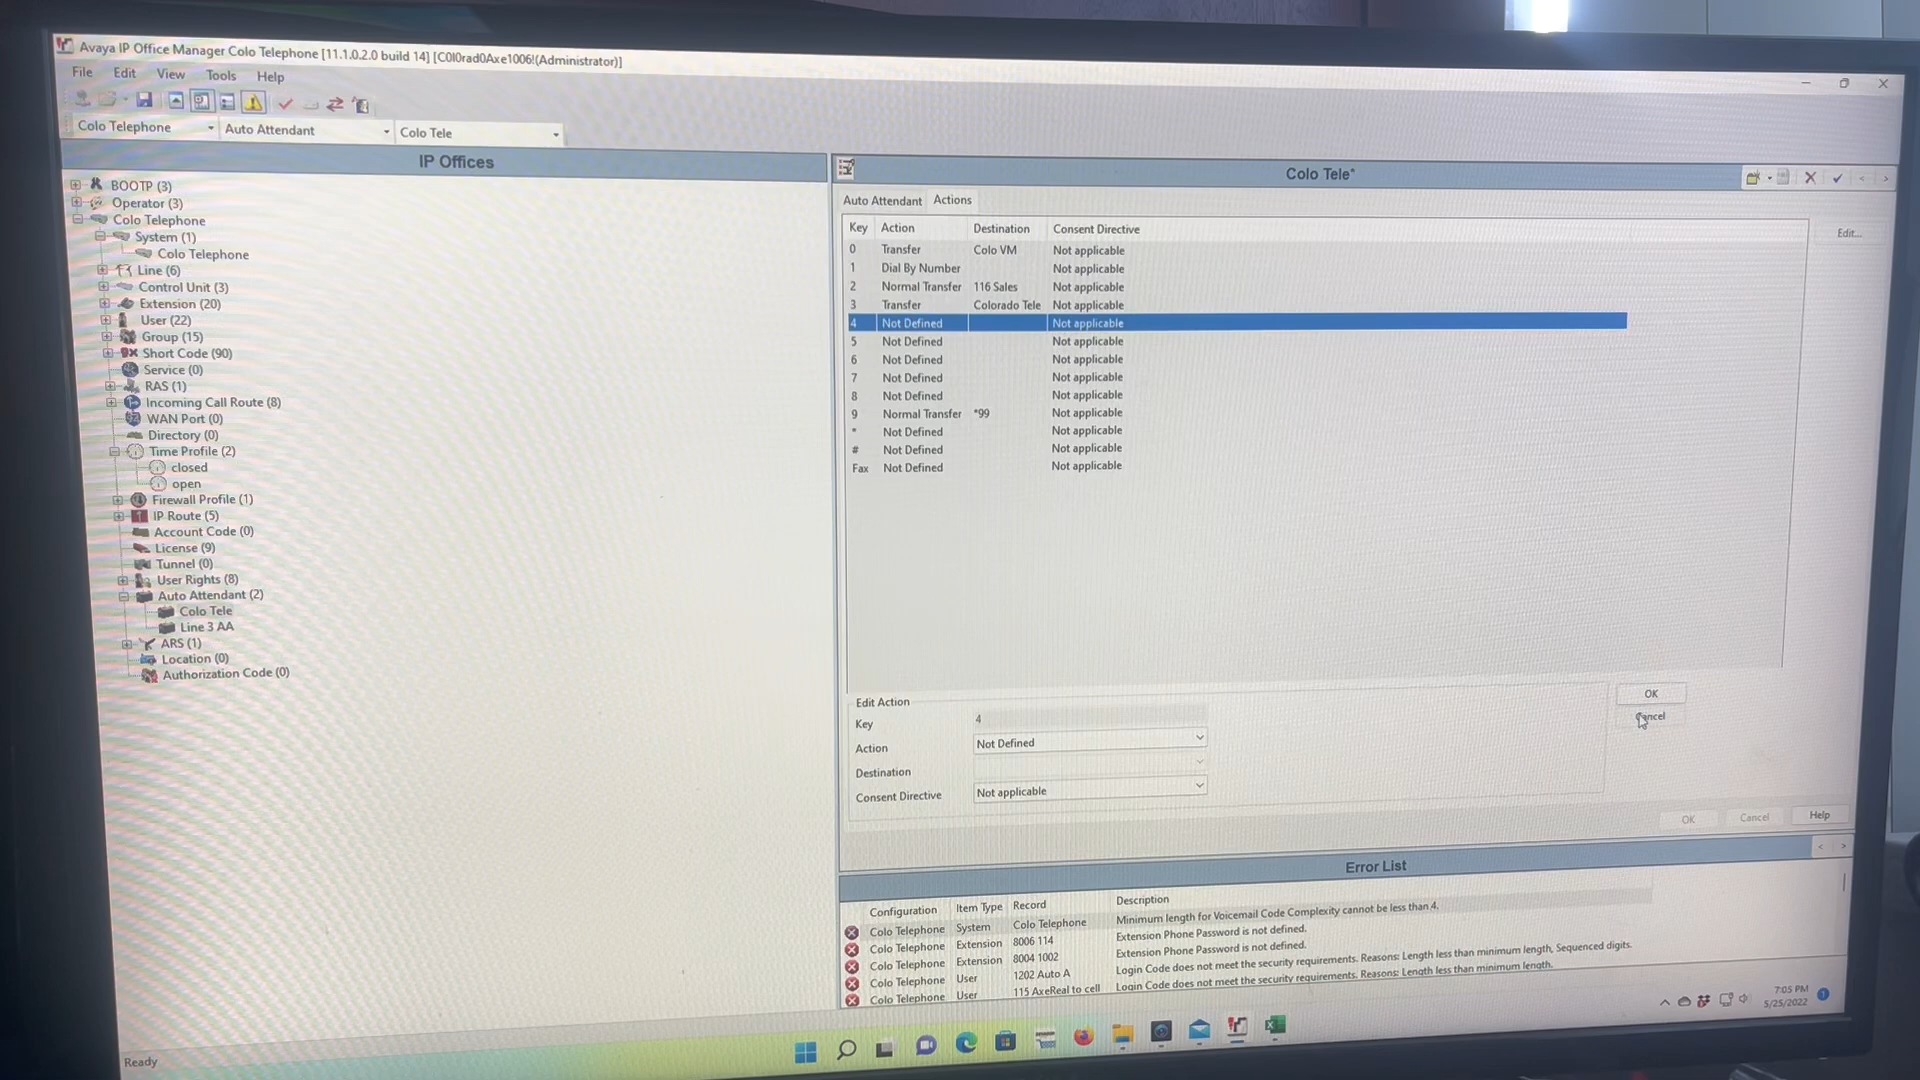 Avaya IP Office Manager Colo Telephone [11.1.0.2.0 build 14] [C0l0rad0Axe1006!(Administrator)]
File Edit View Tools Help
Colo Telephone Auto Attendant Colo Tele
IP Offices
BOOTP (3)
Operator (3)
Colo Telephone
System (1)
Colo Telephone
Line (6)
Control Unit (3)
Extension (20)
User (22)
Group (15)
Short Code (90)
Service (0)
RAS (1)
Incoming Call Route (8)
WAN Port (0)
Directory (0)
Time Profile (2)
closed
open
Firewall Profile (1)
IP Route (5)
Account Code (0)
License (9)
Tunnel (0)
User Rights (8)
Auto Attendant (2)
Colo Tele
Line 3 AA
ARS (1)
Location (0)
Authorization Code (0)
Colo Tele*
Auto Attendant Actions
Key Action Destination Consent Directive
Edit...
0 Transfer Colo VM Not applicable
1 Dial By Number Not applicable
2 Normal Transfer 116 Sales Not applicable
3 Transfer Colorado Tele Not applicable
4 Not Defined Not applicable
5 Not Defined Not applicable
6 Not Defined Not applicable
7 Not Defined Not applicable
8 Not Defined Not applicable
9 Normal Transfer *99 Not applicable
* Not Defined Not applicable
# Not Defined Not applicable
Fax Not Defined Not applicable
Edit Action
OK
Key 4
Cancel
Action Not Defined
Destination
Consent Directive Not applicable
OK Cancel Help
Error List
Configuration Item Type Record Description
Colo Telephone System Colo Telephone Minimum length for Voicemail Code Complexity cannot be less than 4.
Colo Telephone Extension 8006 114 Extension Phone Password is not defined.
Colo Telephone Extension 8004 1002 Extension Phone Password is not defined.
Colo Telephone User 1202 Auto A Login Code does not meet the security requirements. Reasons: Length less than minimum length, Sequenced digits.
Colo Telephone User 115 AxeReal to cell Login Code does not meet the security requirements. Reasons: Length less than minimum length.
Ready
7:05 PM
5/25/2022
1